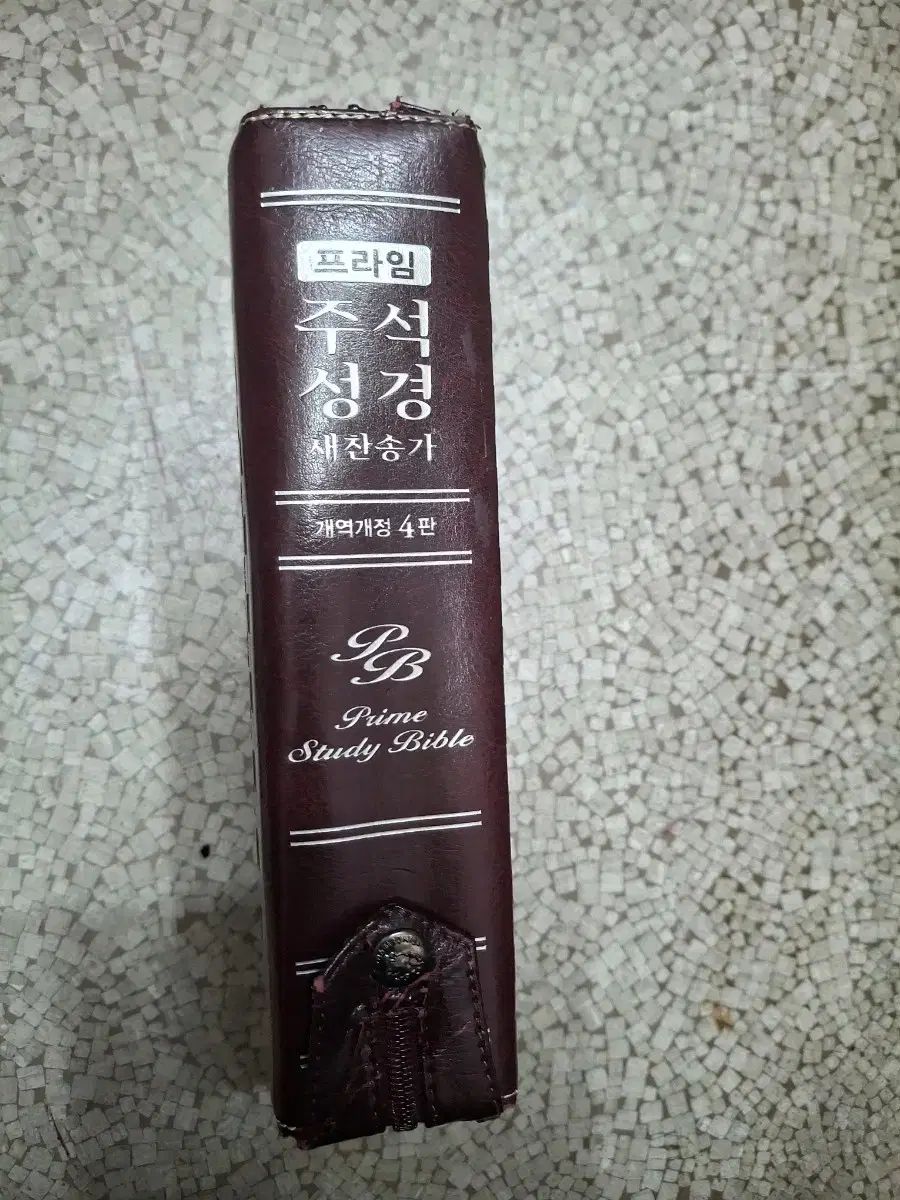 프라임
주석
성경
새찬송가
개역개정 4판
PB
Prime
Study Bible